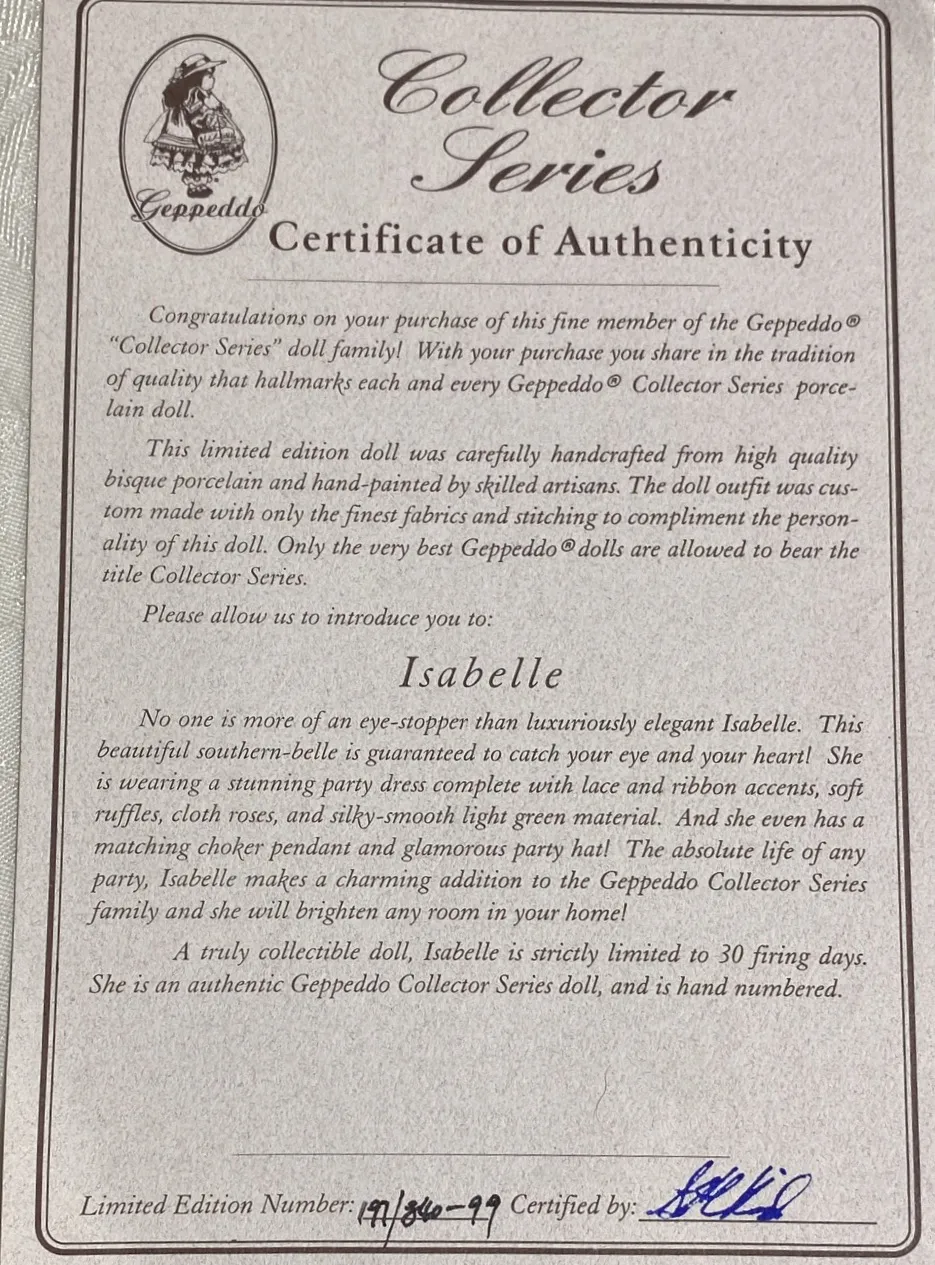 Collector
Series
Geppeddo
Certificate of Authenticity
Congratulations on your purchase of this fine member of the Geppeddo®
"Collector Series" doll family! With your purchase you share in the tradition
of quality that hallmarks each and every Geppeddo® Collector Series porce-
lain doll.
This limited edition doll was carefully handcrafted from high quality
bisque porcelain and hand-painted by skilled artisans. The doll outfit was cus-
tom made with only the finest fabrics and stitching to compliment the person-
ality of this doll. Only the very best Geppeddo® dolls are allowed to bear the
title Collector Series.
Please allow us to introduce you to:
Isabelle
No one is more of an eye-stopper than luxuriously elegant Isabelle. This
beautiful southern-belle is guaranteed to catch your eye and your heart! She
is wearing a stunning party dress complete with lace and ribbon accents, soft
ruffles, cloth roses, and silky-smooth light green material. And she even has a
matching choker pendant and glamorous party hat! The absolute life of any
party, Isabelle makes a charming addition to the Geppeddo Collector Series
family and she will brighten any room in your home!
A truly collectible doll, Isabelle is strictly limited to 30 firing days.
She is an authentic Geppeddo Collector Series doll, and is hand numbered.
Limited Edition Number: Certified by: